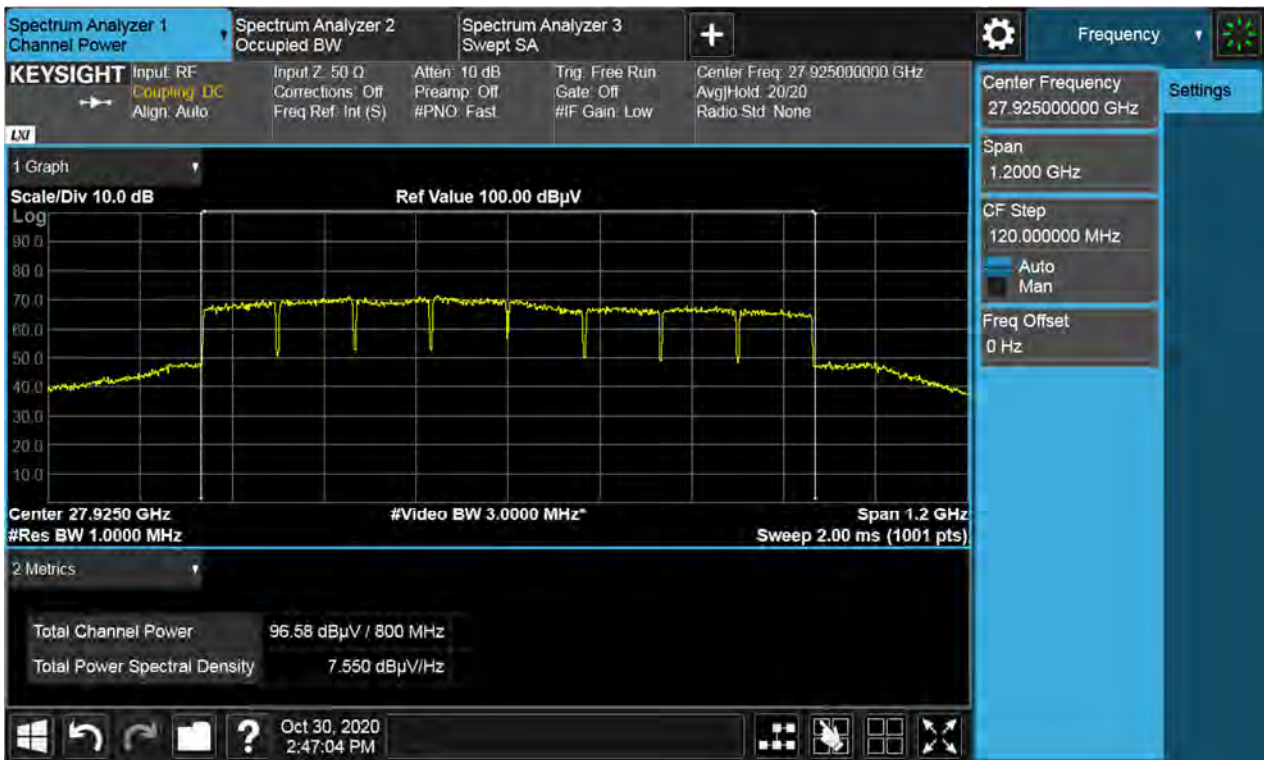 Spectrum Analyzer 1
Channel Power
Spectrum Analyzer 2
Occupied BW
Spectrum Analyzer 3
Swept SA
Frequency
KEYSIGHT
Input: RF
Coupling: DC
Align: Auto
Input Z: 50 Ω
Corrections: Off
Freq Ref: Int (S)
Atten: 10 dB
Preamp: Off
#PNO: Fast
Trig: Free Run
Gate: Off
#IF Gain: Low
Center Freq: 27.925000000 GHz
Avg|Hold: 20/20
Radio Std: None
LXI
Center Frequency
27.925000000 GHz
Settings
Span
1.2000 GHz
CF Step
120.000000 MHz
Auto
Man
Freq Offset
0 Hz
1 Graph
Scale/Div 10.0 dB
Ref Value 100.00 dBµV
Log
90.0
80.0
70.0
60.0
50.0
40.0
30.0
20.0
10.0
Center 27.9250 GHz
#Video BW 3.0000 MHz*
Span 1.2 GHz
#Res BW 1.0000 MHz
Sweep 2.00 ms (1001 pts)
2 Metrics
Total Channel Power
96.58 dBµV / 800 MHz
Total Power Spectral Density
7.550 dBµV/Hz
?
Oct 30, 2020
2:47:04 PM